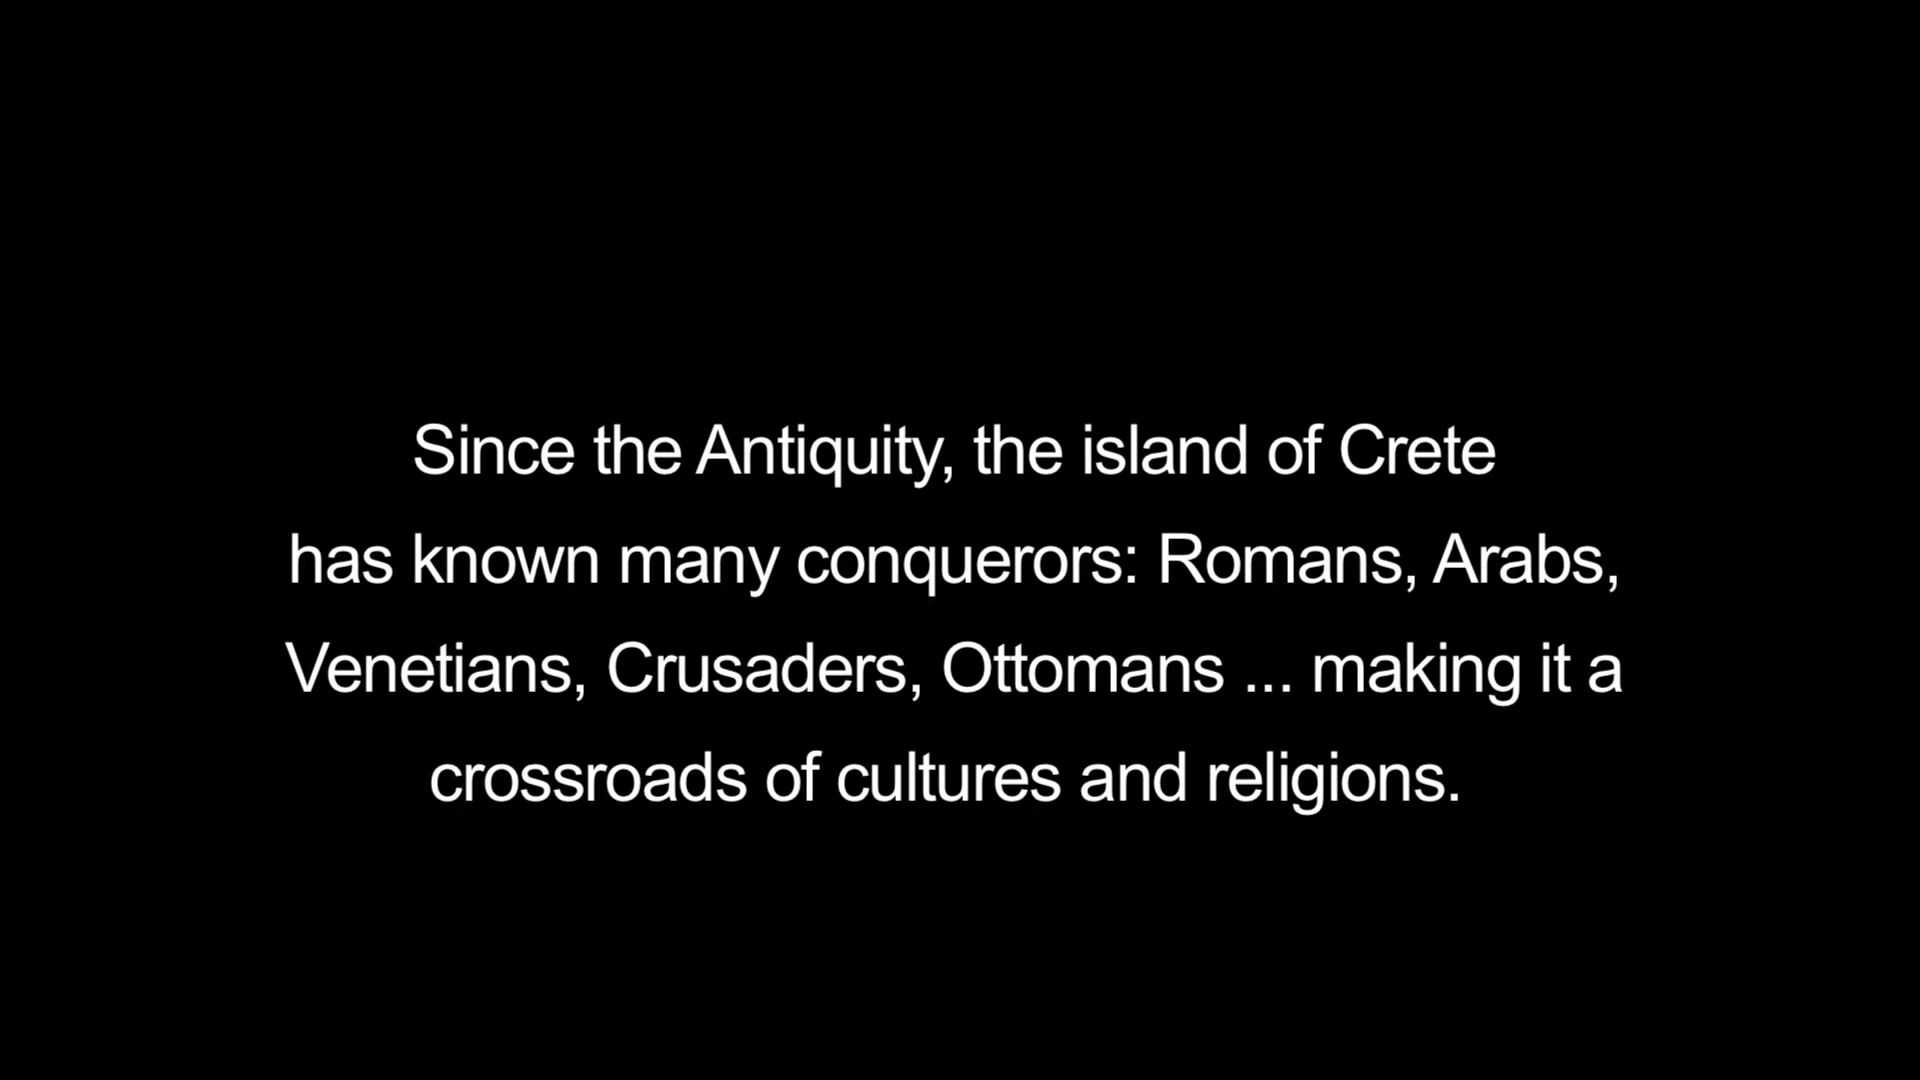 Since the Antiquity, the island of Crete
has known many conquerors: Romans, Arabs,
Venetians, Crusaders, Ottomans ... making it a
crossroads of cultures and religions.